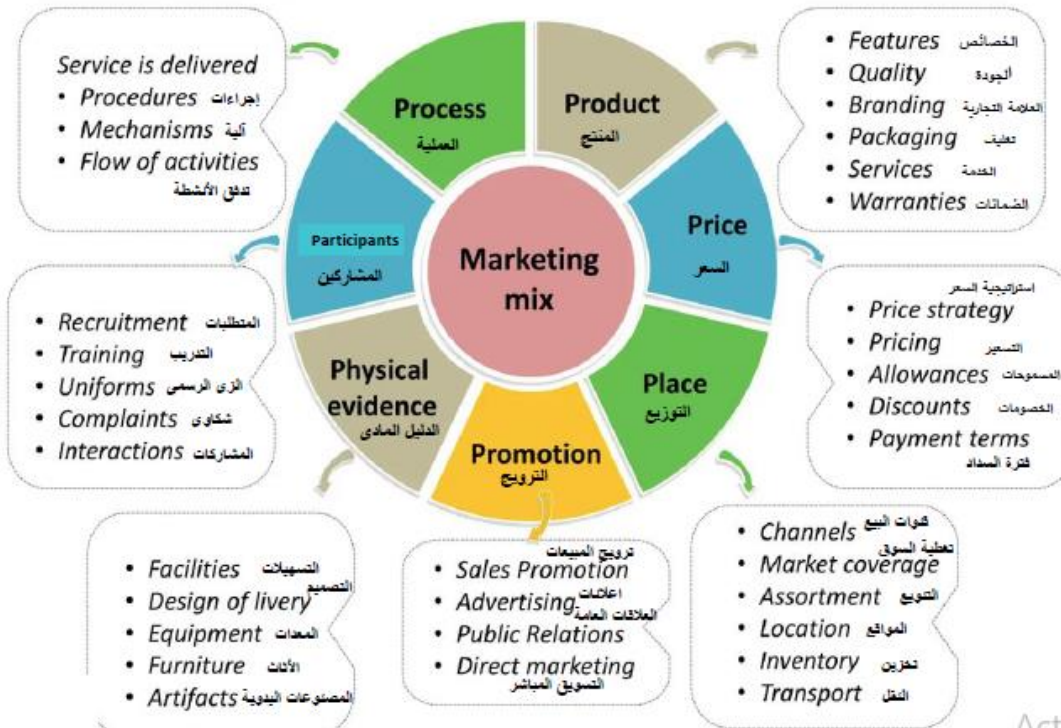 Service is delivered
• Procedures إجراءات
• Mechanisms آلية
• Flow of activities
تدفق الأنشطة
Process
العملية
Product
المنتج
• Features الخصائص
• Quality الجودة
• Branding العلامة التجارية
• Packaging تغليف
• Services الخدمة
• Warranties الضمانات
Participants
المشاركين
Marketing
mix
Price
السعر
• Recruitment المتطلبات
• Training التدريب
• Uniforms الزى الرسمى
• Complaints شكاوى
• Interactions المشاركات
استراتيجية السعر
• Price strategy
• Pricing التسعير
• Allowances المسموحات
• Discounts الخصومات
• Payment terms
فترة السداد
Physical
evidence
الدليل المادى
Promotion
الترويج
Place
التوزيع
• Facilities التسهيلات
التصميم
• Design of livery
• Equipment المعدات
• Furniture الأثاث
• Artifacts المصنوعات اليدوية
ترويج المبيعات
• Sales Promotion
• Advertising اعلانات
العلاقات العامة
• Public Relations
• Direct marketing
التسويق المباشر
• Channels قنوات البيع
تغطية السوق
• Market coverage
• Assortment التنويع
• Location المواقع
• Inventory تخزين
• Transport النقل